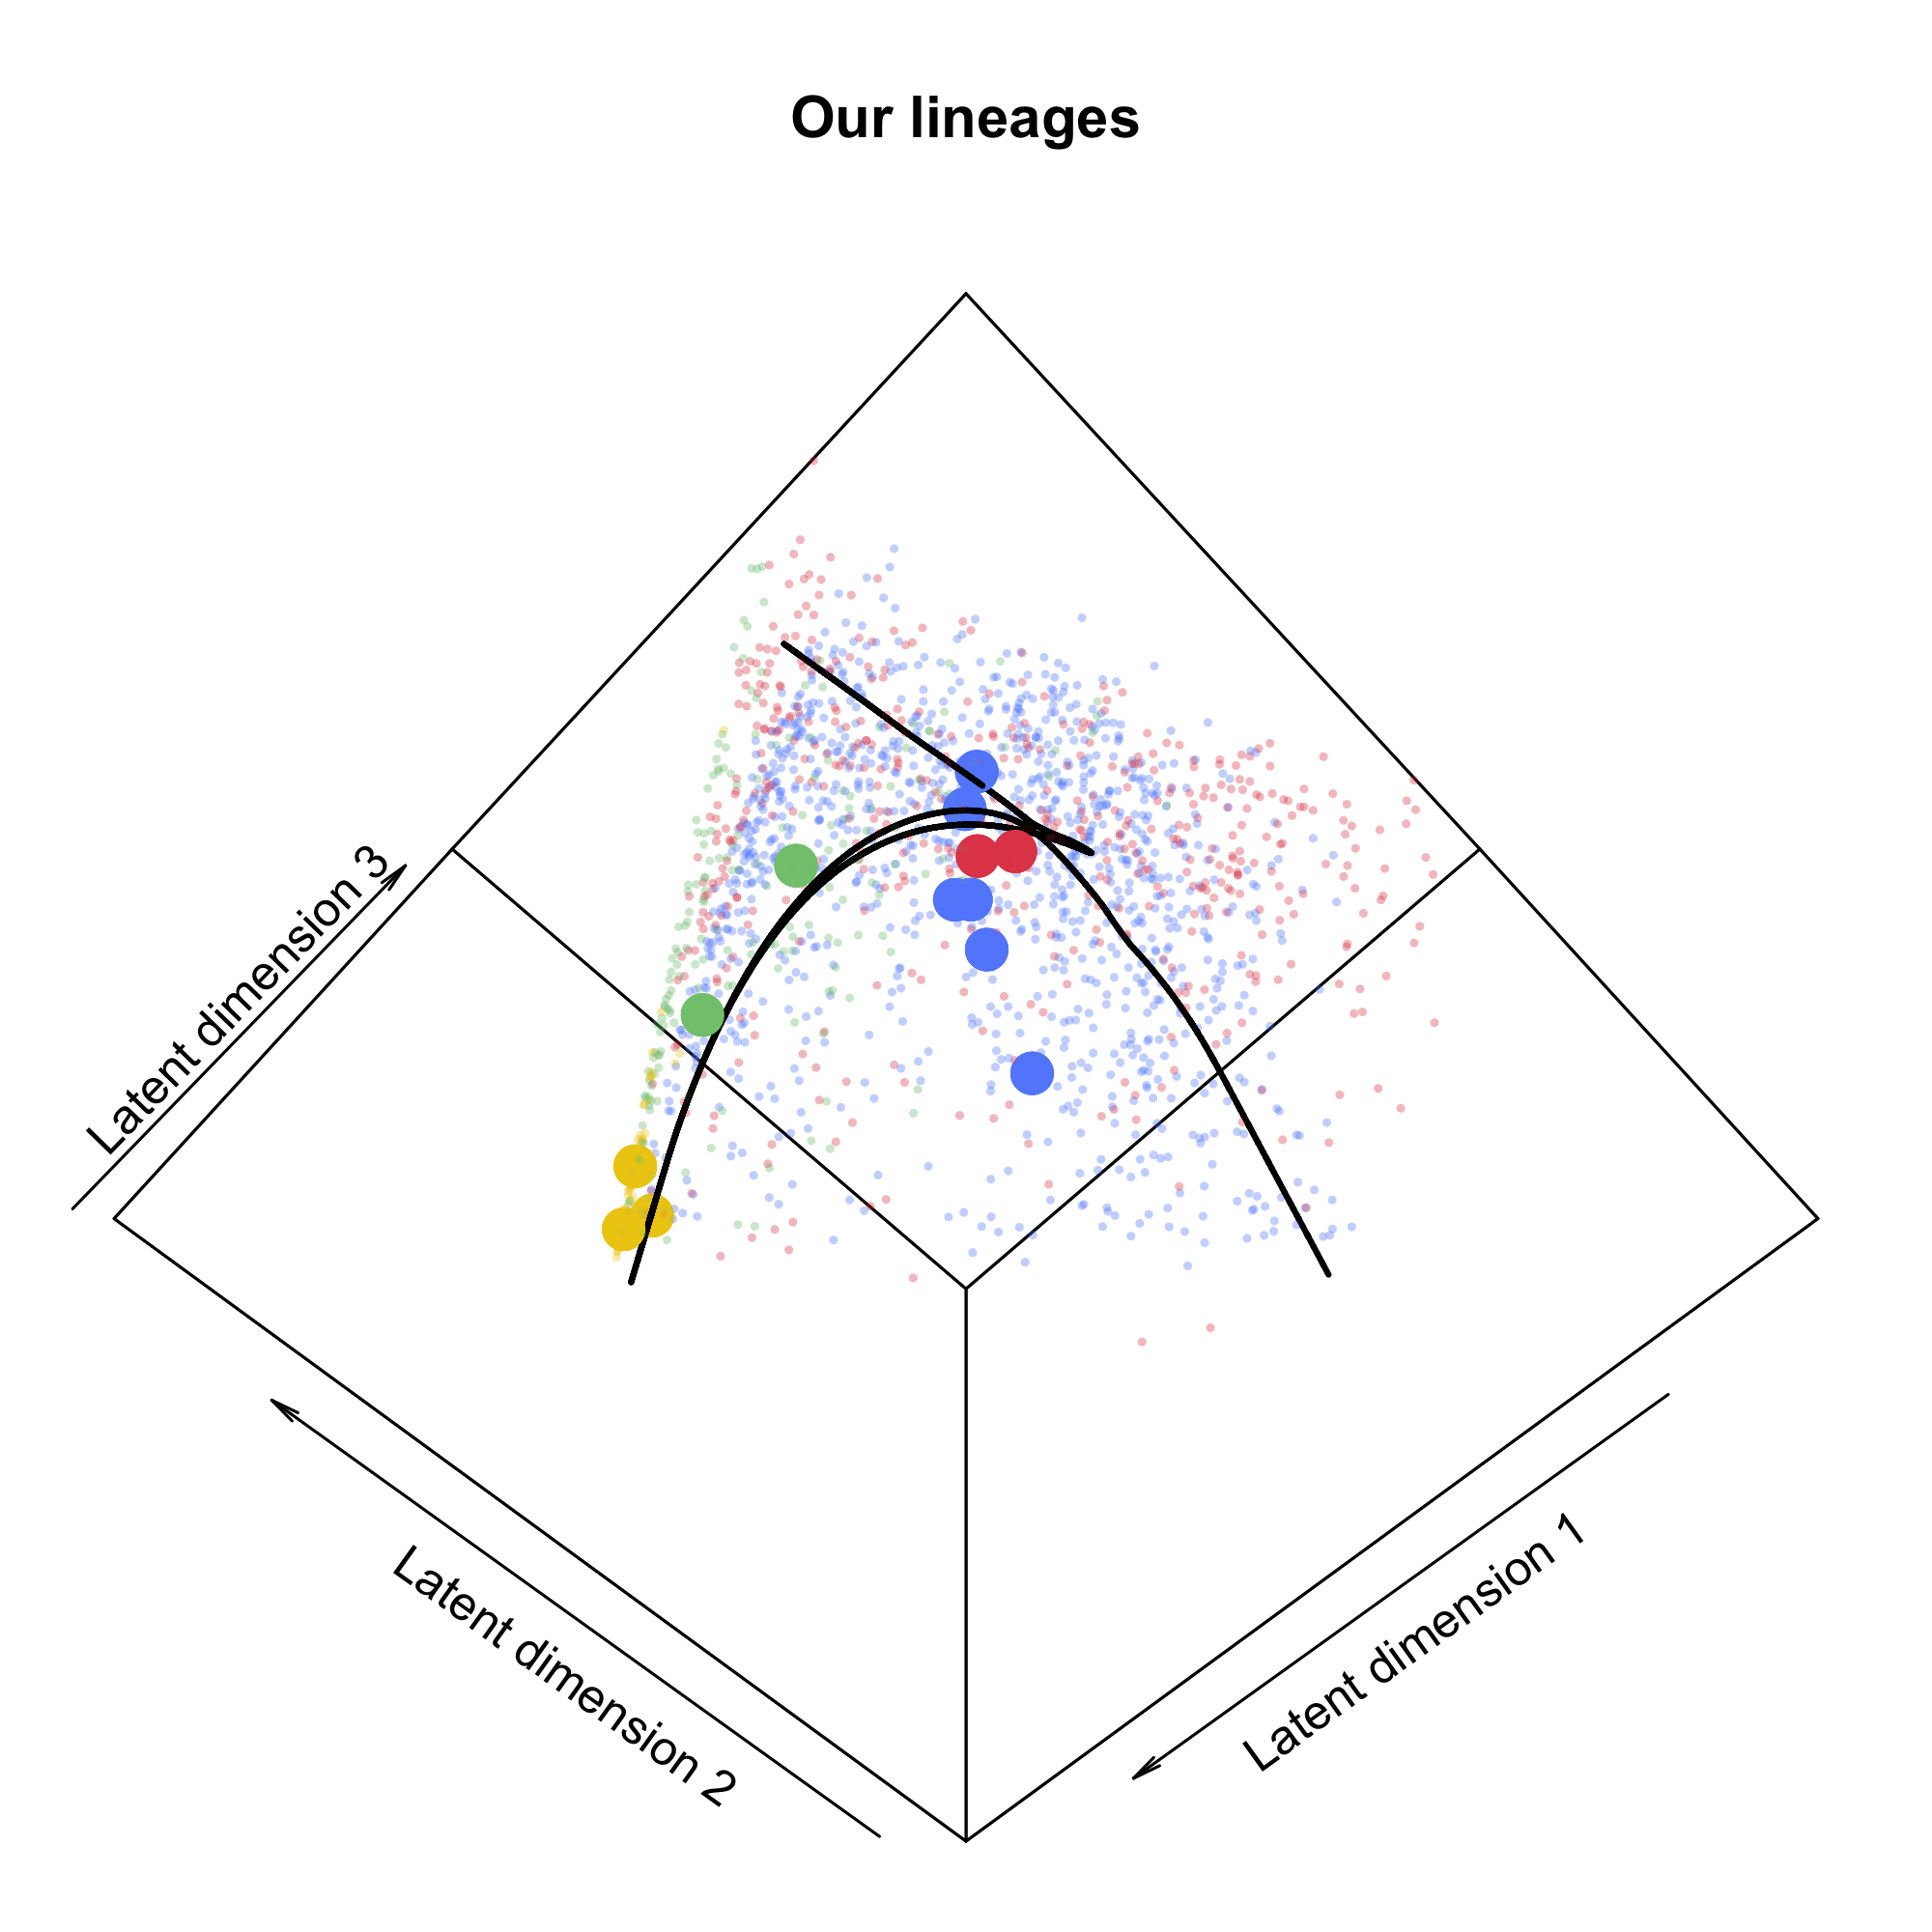 Our lineages
Latent dimension 3
Latent dimension 2
Latent dimension 1